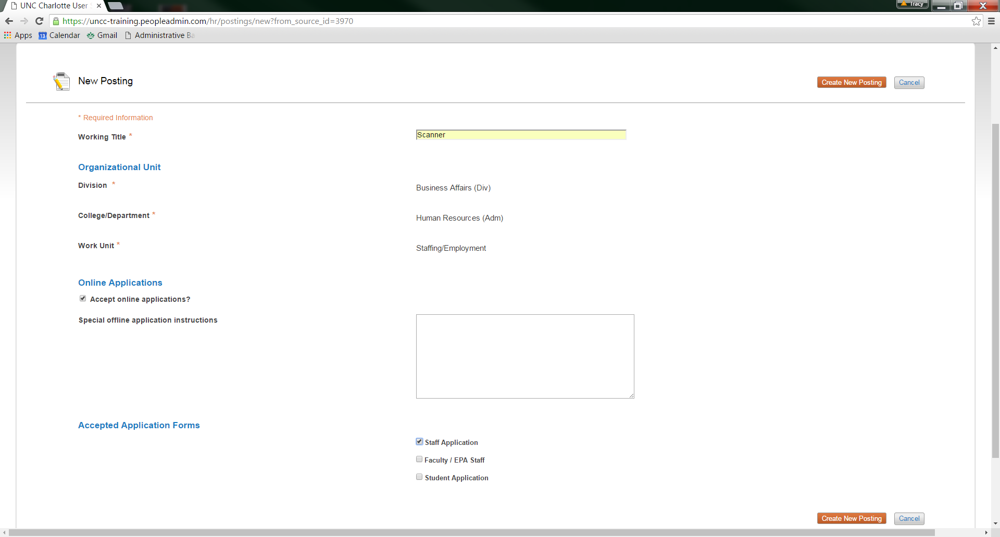 UNC Charlotte User
Tracy
https://uncc-training.peopleadmin.com/hr/postings/new?from_source_id=3970
Apps 13 Calendar Gmail Administrative Ba
New Posting
Create New Posting Cancel
* Required Information
Working Title * Scanner
Organizational Unit
Division * Business Affairs (Div)
College/Department * Human Resources (Adm)
Work Unit * Staffing/Employment
Online Applications
Accept online applications?
Special offline application instructions
Accepted Application Forms
Staff Application
Faculty / EPA Staff
Student Application
Create New Posting Cancel